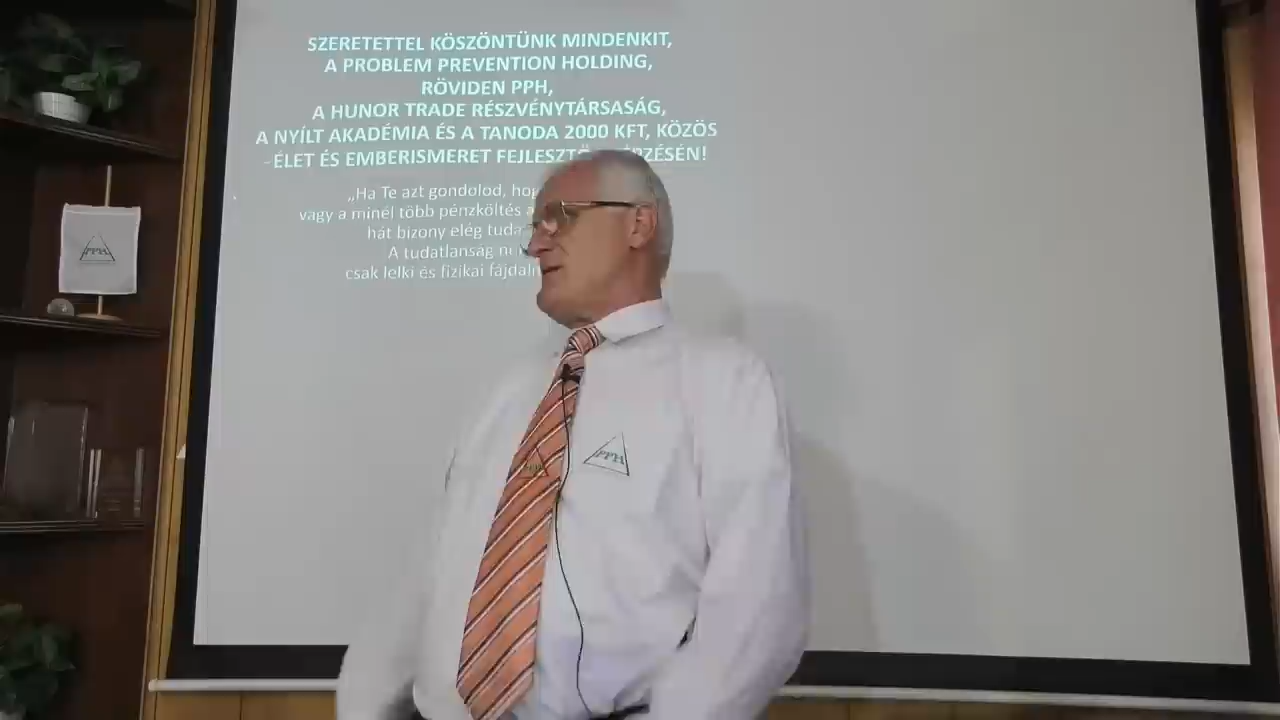 SZERETETTEL KÖSZÖNTÜNK MINDENKIT,
A PROBLEM PREVENTION HOLDING,
RÖVIDEN PPH,
A HUNOR TRADE RÉSZVÉNYTÁRSASÁG,
A NYÍLT AKADÉMIA ÉS A TANODA 2000 KFT, KÖZÖS
- ÉLET ÉS EMBERISMERET
„Ha Te azt gondolod,
vagy a minél több pénzköltés
hát bizony elég
A tudatlanság
csak lelki és fizikai
PPH
PPH